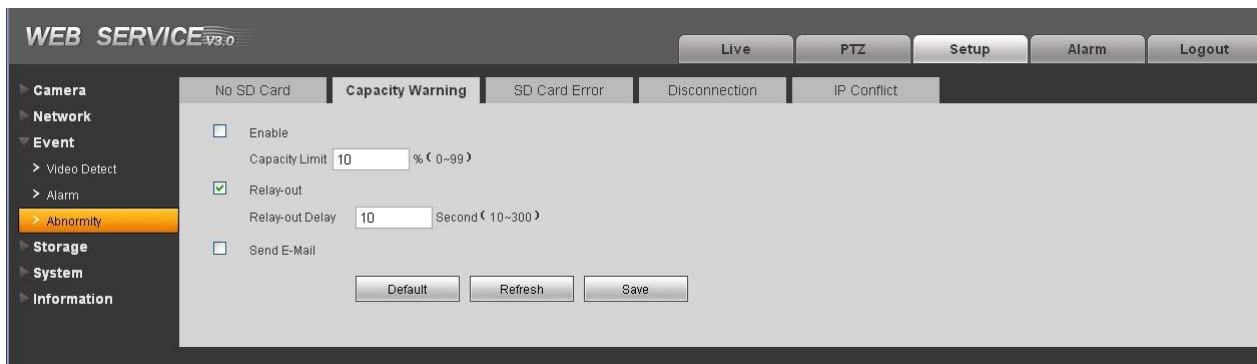 WEB SERVICE V3.0
Live PTZ Setup Alarm Logout
Camera
Network
Event
> Video Detect
> Alarm
> Abnormity
Storage
System
Information
No SD Card Capacity Warning SD Card Error Disconnection IP Conflict
Enable
Capacity Limit 10 % ( 0~99 )
Relay-out
Relay-out Delay 10 Second ( 10~300 )
Send E-Mail
Default Refresh Save